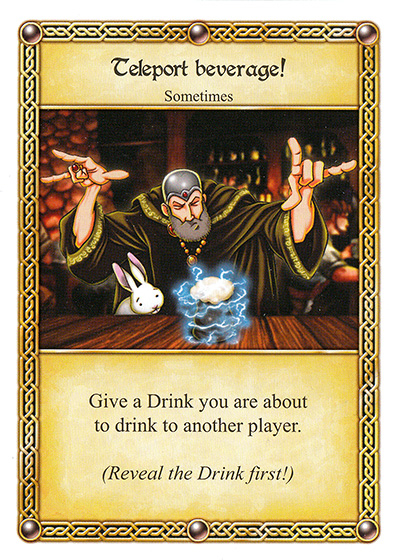 Teleport beverage!
Sometimes
Give a Drink you are about
to drink to another player.
(Reveal the Drink first!)